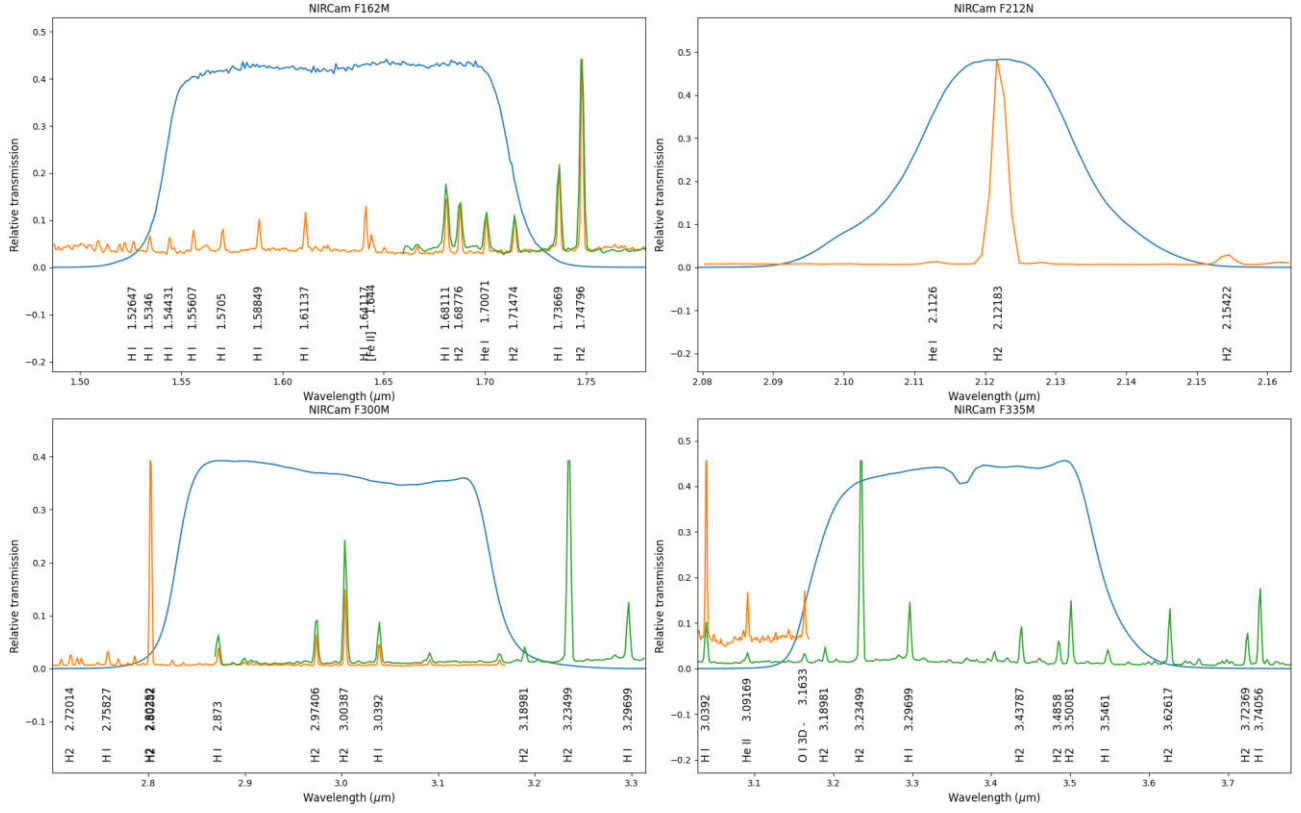 NIRCam F162M
Relative transmission
0.5
0.4
0.3
0.2
0.1
0.0
−0.1
−0.2
H I 1.52647
H I 1.5346
H I 1.54431
H I 1.55607
H I 1.5705
H I 1.58849
H I 1.61137
H I 1.64117
[Fe II] 1.644
H I 1.68111
H2 1.68776
He I 1.70071
H2 1.71474
H I 1.73669
H2 1.74796
1.50 1.55 1.60 1.65 1.70 1.75
Wavelength (μm)
NIRCam F212N
Relative transmission
0.5
0.4
0.3
0.2
0.1
0.0
−0.1
−0.2
He I 2.1126
H2 2.12183
H2 2.15422
2.08 2.09 2.10 2.11 2.12 2.13 2.14 2.15 2.16
Wavelength (μm)
NIRCam F300M
Relative transmission
0.4
0.3
0.2
0.1
0.0
−0.1
H2 2.72014
H I 2.75827
H2
H I 2.873
H2 2.97406
H2 3.00387
H I 3.0392
H2 3.18981
H2 3.23499
H I 3.29699
2.8 2.9 3.0 3.1 3.2 3.3
Wavelength (μm)
NIRCam F335M
Relative transmission
0.5
0.4
0.3
0.2
0.1
0.0
−0.1
−0.2
H I 3.0392
He II 3.09169
O I 3D - 3.1633
H2 3.18981
H2 3.23499
H I 3.29699
H2 3.43787
H2 3.4858
H2 3.50081
H I 3.5461
H2 3.62617
H2 3.72369
H I 3.74056
3.1 3.2 3.3 3.4 3.5 3.6 3.7
Wavelength (μm)